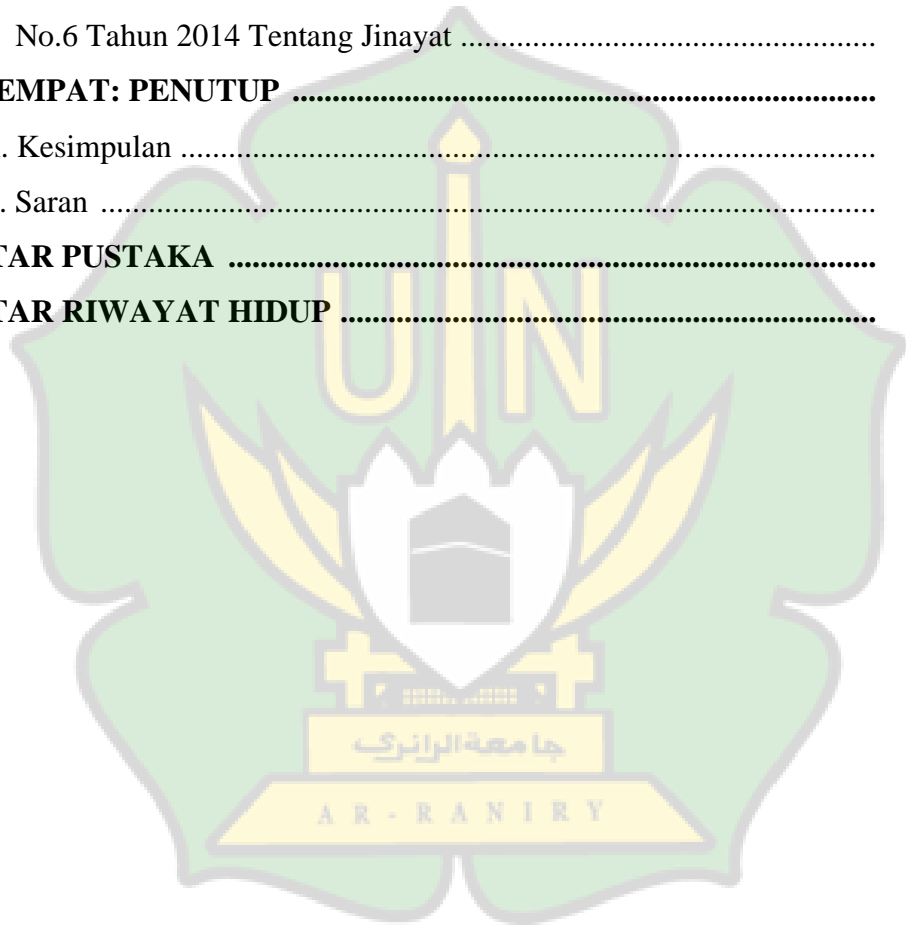 No.6 Tahun 2014 Tentang Jinayat ......................................................
EMPAT: PENUTUP ..........................................................................
. Kesimpulan .........................................................................................
. Saran ...................................................................................................
TAR PUSTAKA ..................................................................................
TAR RIWAYAT HIDUP ....................................................................
UIN
جامعة الرانري
AR-RANIRY